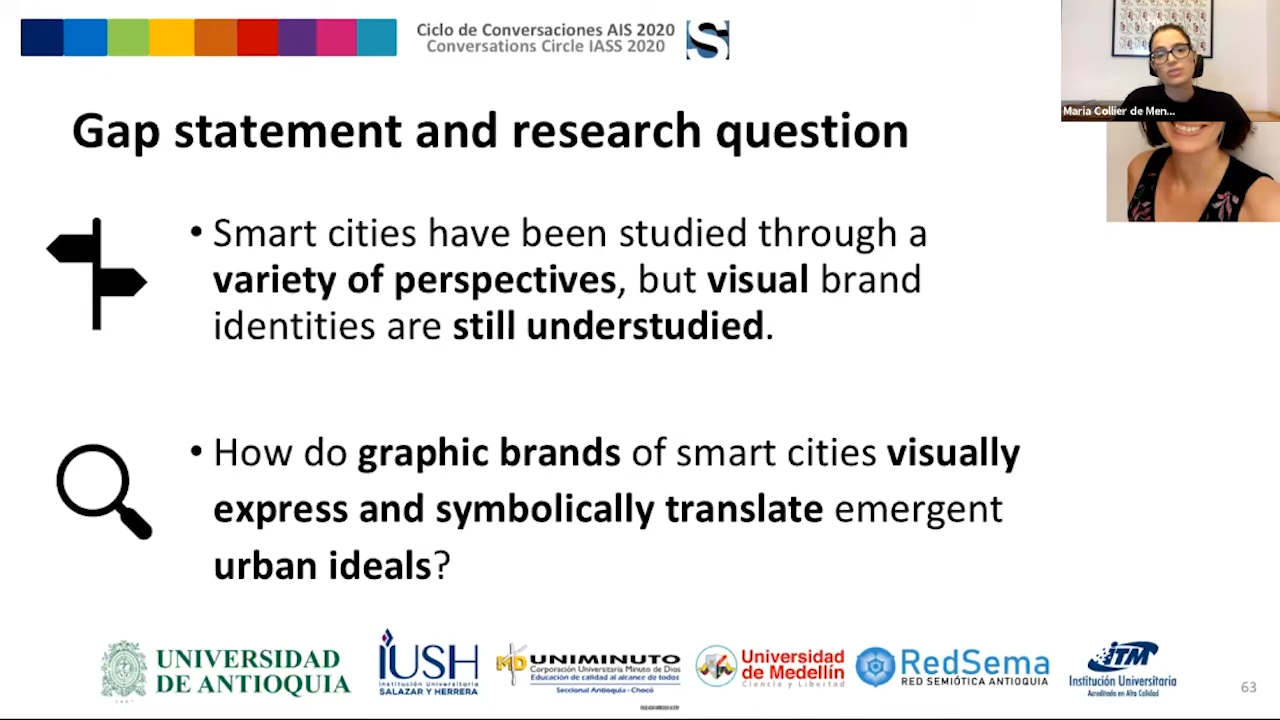 Ciclo de Conversaciones AIS 2020
Conversations Circle IASS 2020
S
Maria Collier de Men...
Gap statement and research question
• Smart cities have been studied through a
variety of perspectives, but visual brand
identities are still understudied.
• How do graphic brands of smart cities visually
express and symbolically translate emergent
urban ideals?
UNIVERSIDAD
DE ANTIOQUIA
IUSH
Institución Universitaria
SALAZAR Y HERRERA
MD UNIMINUTO
Corporación Universitaria Minuto de Dios
Educación de calidad al alcance de todos
Seccional Antioquia - Chocó
Universidad
de Medellín
Ciencia y Libertad
RedSema
RED SEMIÓTICA ANTIOQUIA
iTM
Institución Universitaria
Acreditada en Alta Calidad
63